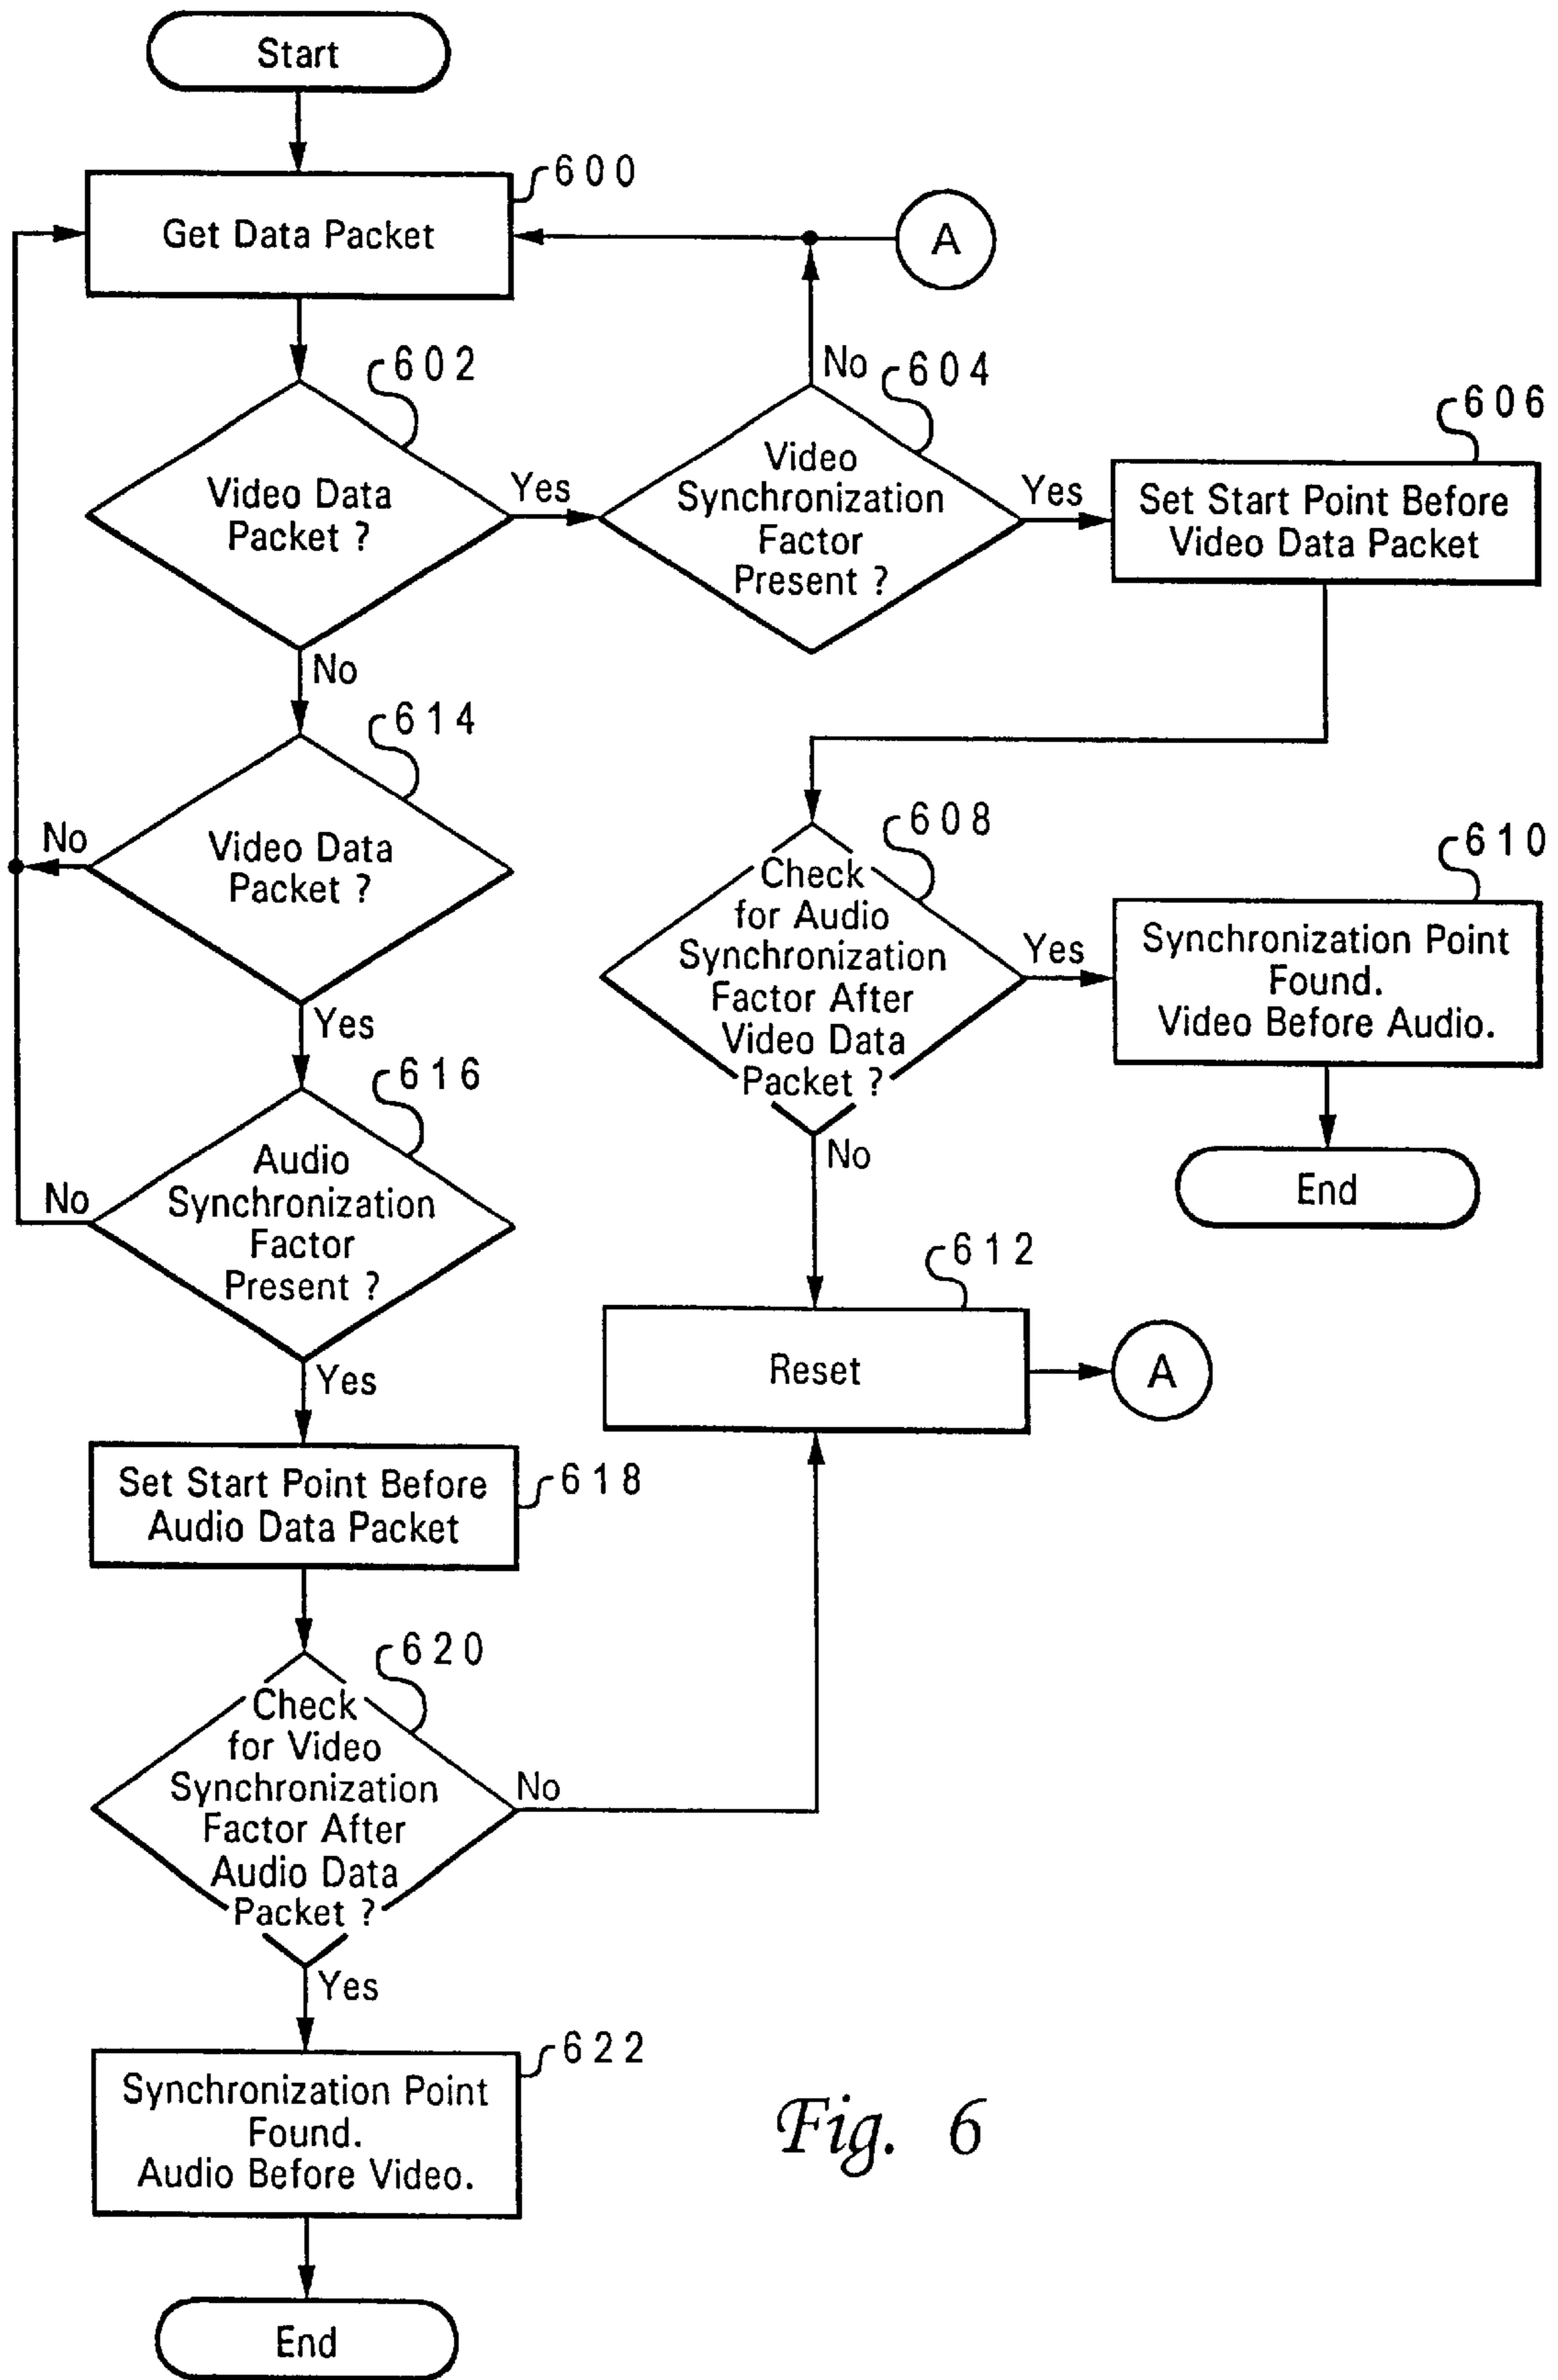 Start
600
Get Data Packet
A
602
Video Data
Packet ?
Yes
No
604
Video
Synchronization
Factor
Present ?
Yes
606
Set Start Point Before
Video Data Packet
No
614
Video Data
Packet ?
No
Yes
608
Check
for Audio
Synchronization
Factor After
Video Data
Packet ?
Yes
610
Synchronization Point
Found.
Video Before Audio.
End
No
616
Audio
Synchronization
Factor
Present ?
No
Yes
612
Reset
A
618
Set Start Point Before
Audio Data Packet
620
Check
for Video
Synchronization
Factor After
Audio Data
Packet ?
No
Yes
622
Synchronization Point
Found.
Audio Before Video.
End
Fig. 6